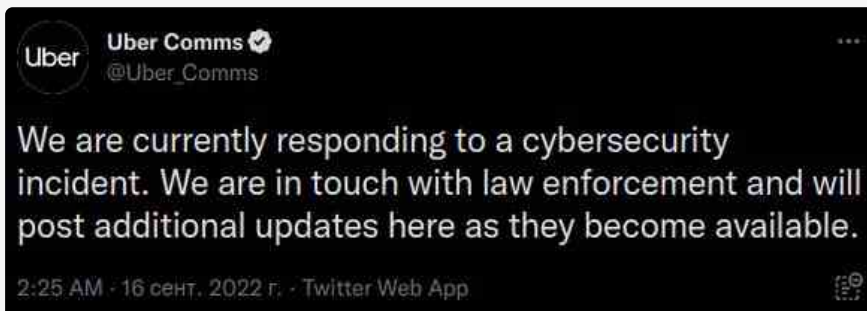 Uber
Uber Comms
@Uber_Comms
We are currently responding to a cybersecurity
incident. We are in touch with law enforcement and will
post additional updates here as they become available.
2:25 AM · 16 сент. 2022 г. · Twitter Web App